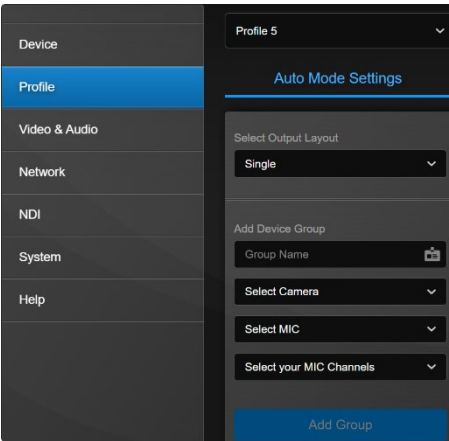 Device
Profile
Video & Audio
Network
NDI
System
Help
Profile 5
Auto Mode Settings
Select Output Layout
Single
Add Device Group
Group Name
Select Camera
Select MIC
Select your MIC Channels
Add Group